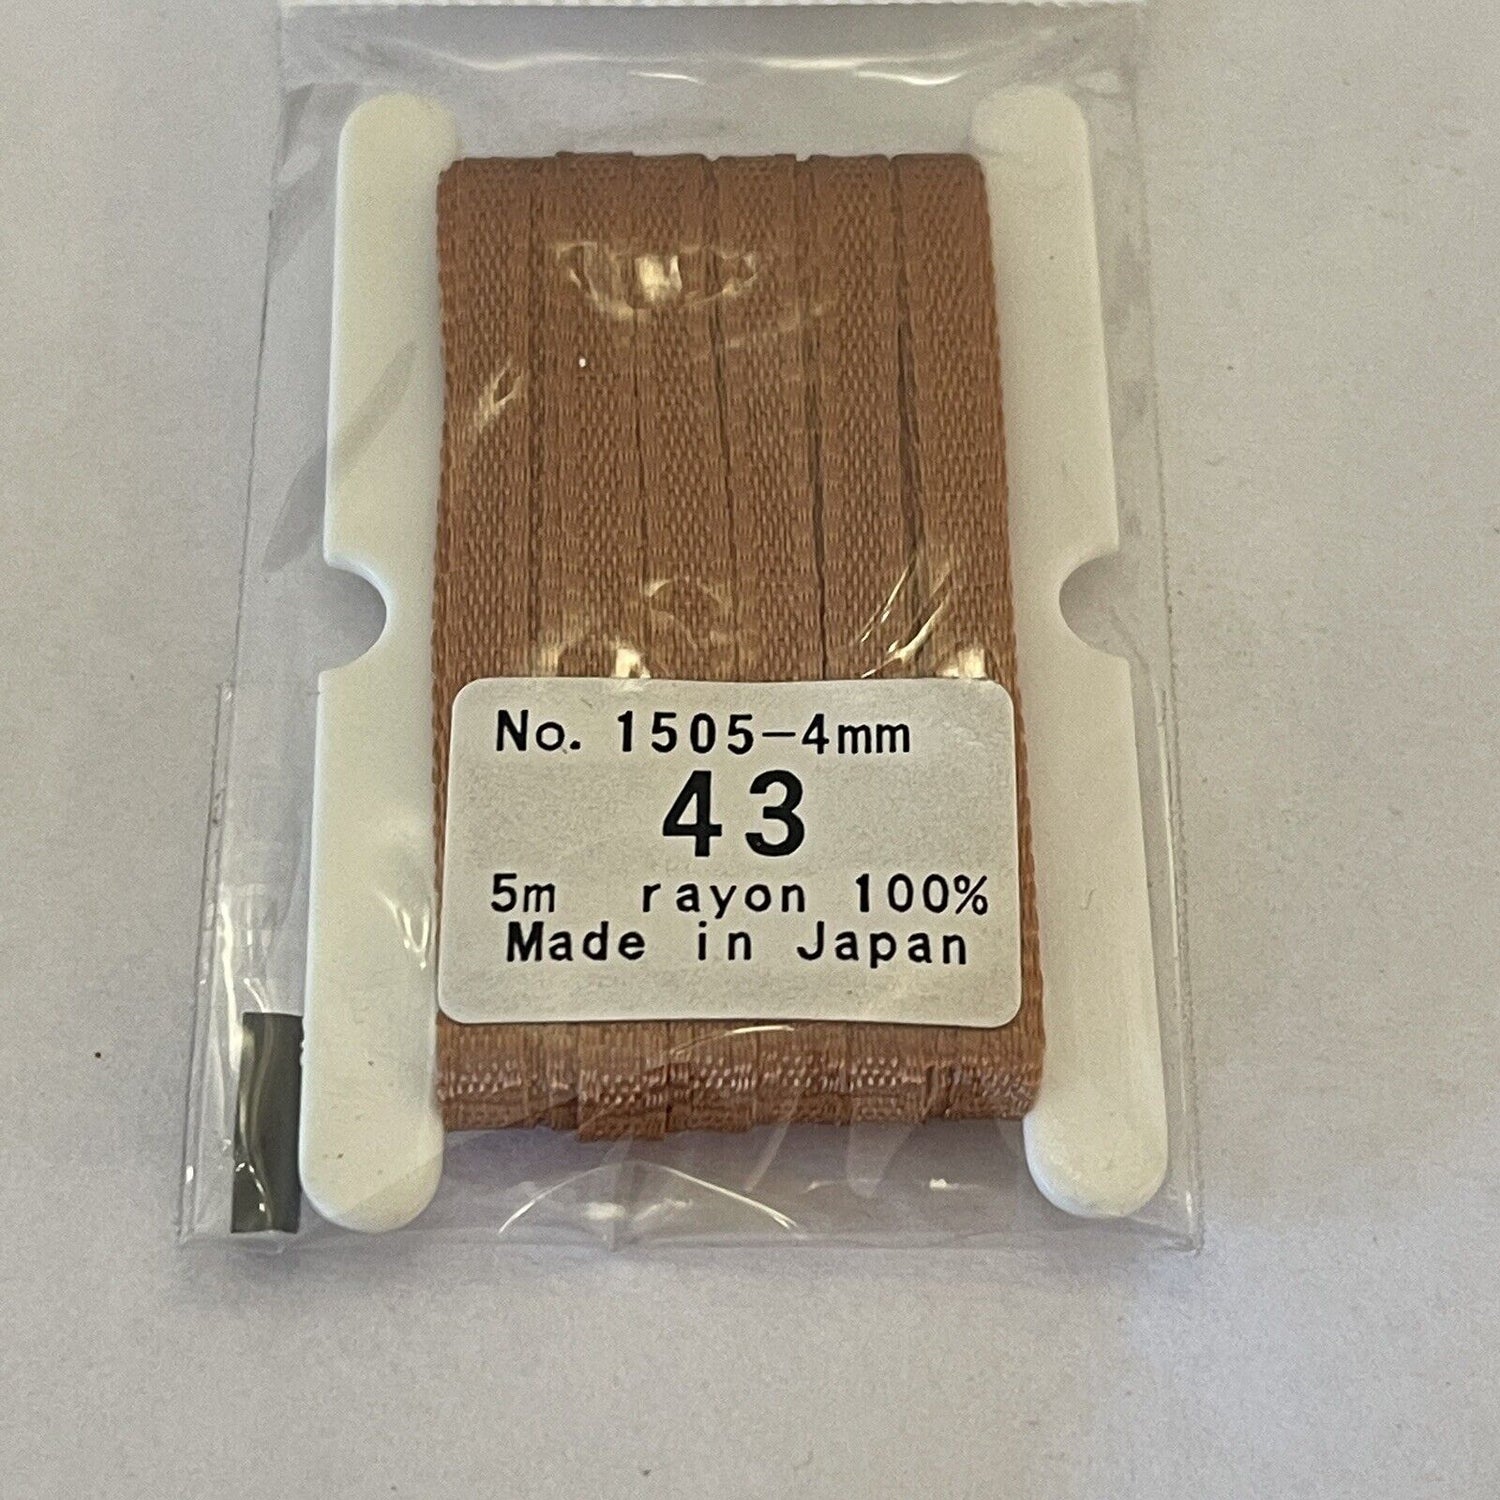 No. 1505-4mm
43
5m rayon 100%
Made in Japan